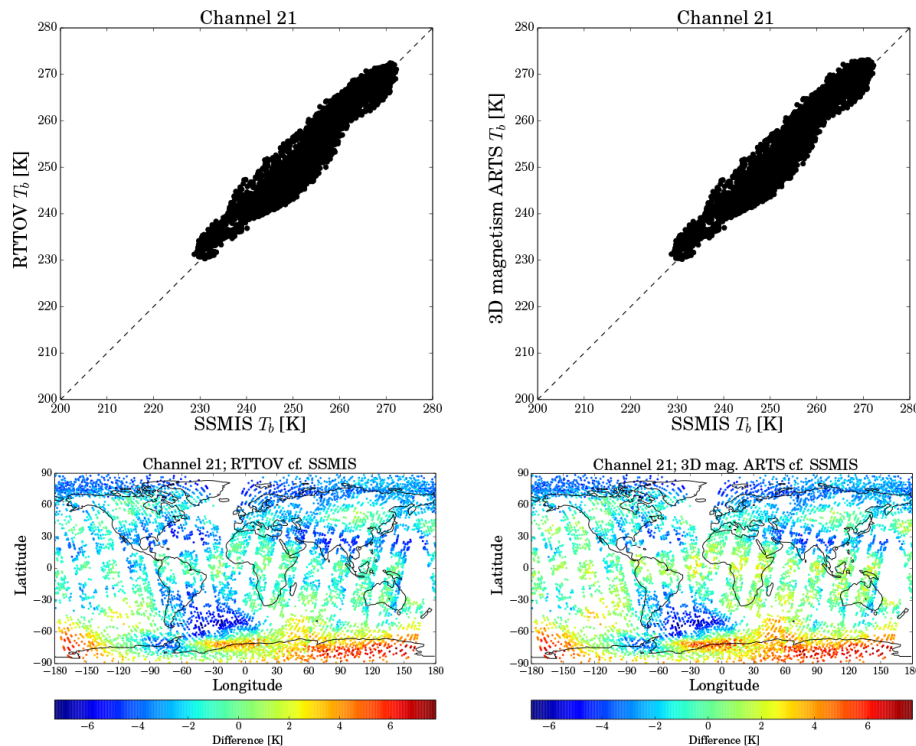 Channel 21
Channel 21
280
270
260
250
240
230
220
210
200
RTTOV T_b [K]
200 210 220 230 240 250 260 270 280
SSMIS T_b [K]
280
270
260
250
240
230
220
210
200
3D magnetism ARTS T_b [K]
200 210 220 230 240 250 260 270 280
SSMIS T_b [K]
Channel 21; RTTOV cf. SSMIS
90
60
30
0
−30
−60
−90
Latitude
−180 −150 −120 −90 −60 −30 0 30 60 90 120 150 180
Longitude
−6 −4 −2 0 2 4 6
Difference [K]
Channel 21; 3D mag. ARTS cf. SSMIS
90
60
30
0
−30
−60
−90
Latitude
−180 −150 −120 −90 −60 −30 0 30 60 90 120 150 180
Longitude
−6 −4 −2 0 2 4 6
Difference [K]